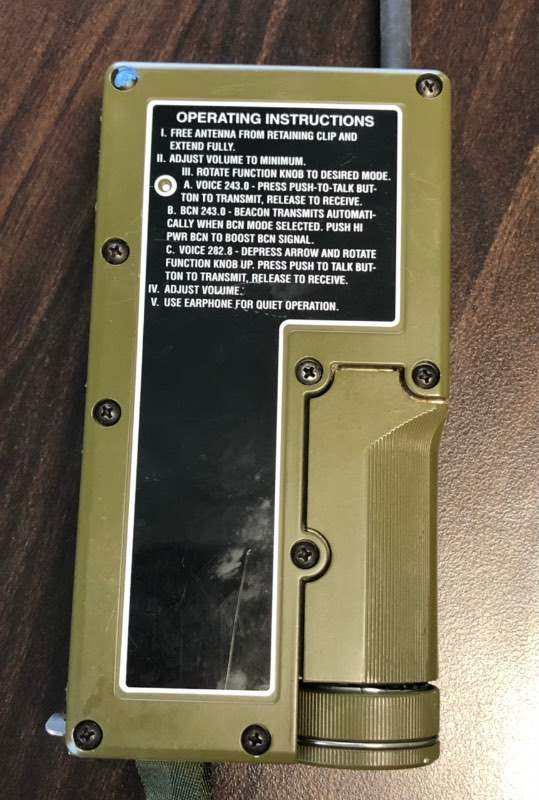 OPERATING INSTRUCTIONS
I. FREE ANTENNA FROM RETAINING CLIP AND
EXTEND FULLY.
II. ADJUST VOLUME TO MINIMUM.
III. ROTATE FUNCTION KNOB TO DESIRED MODE.
A. VOICE 243.0 - PRESS PUSH-TO-TALK BUT-
TON TO TRANSMIT, RELEASE TO RECEIVE.
B. BCN 243.0 - BEACON TRANSMITS AUTOMATI-
CALLY WHEN BCN MODE SELECTED. PUSH HI
PWR BCN TO BOOST BCN SIGNAL.
C. VOICE 282.8 - DEPRESS ARROW AND ROTATE
FUNCTION KNOB UP. PRESS PUSH TO TALK BUT-
TON TO TRANSMIT, RELEASE TO RECEIVE.
IV. ADJUST VOLUME.
V. USE EARPHONE FOR QUIET OPERATION.